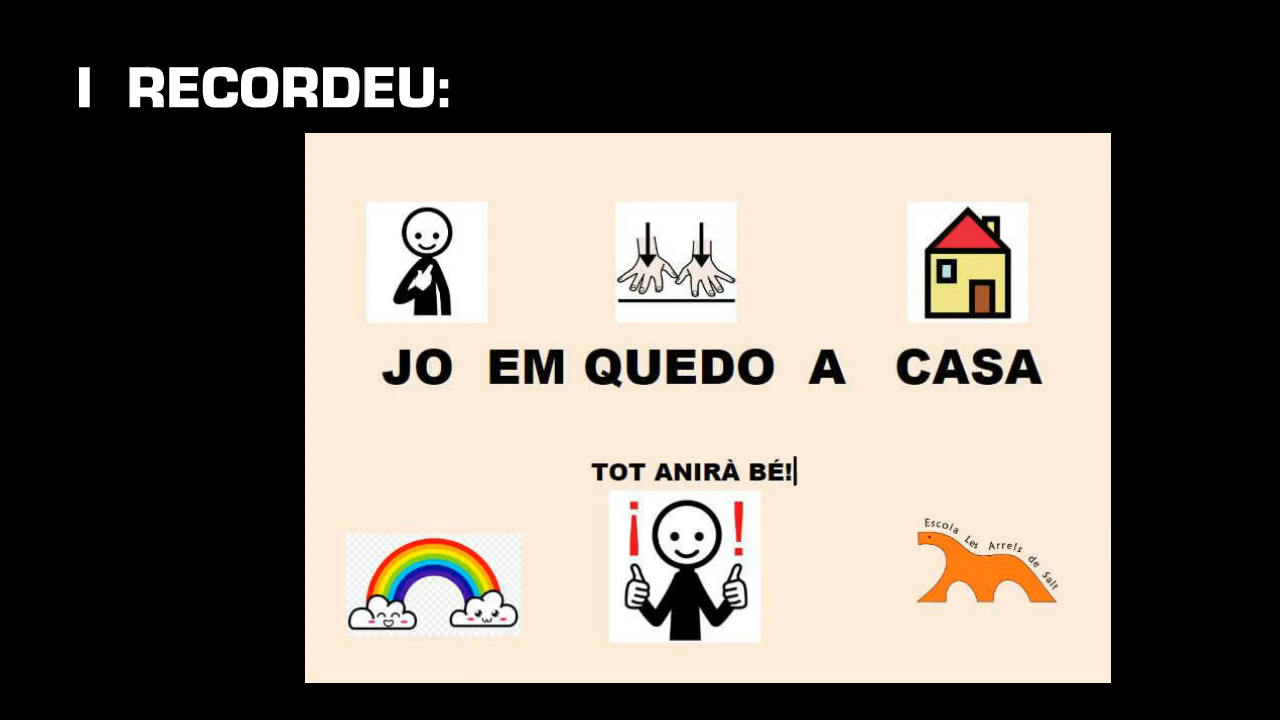 I RECORDEU:
JO EM QUEDO A CASA
TOT ANIRÀ BÉ!
¡ !
Escola Les Arrels de Salt